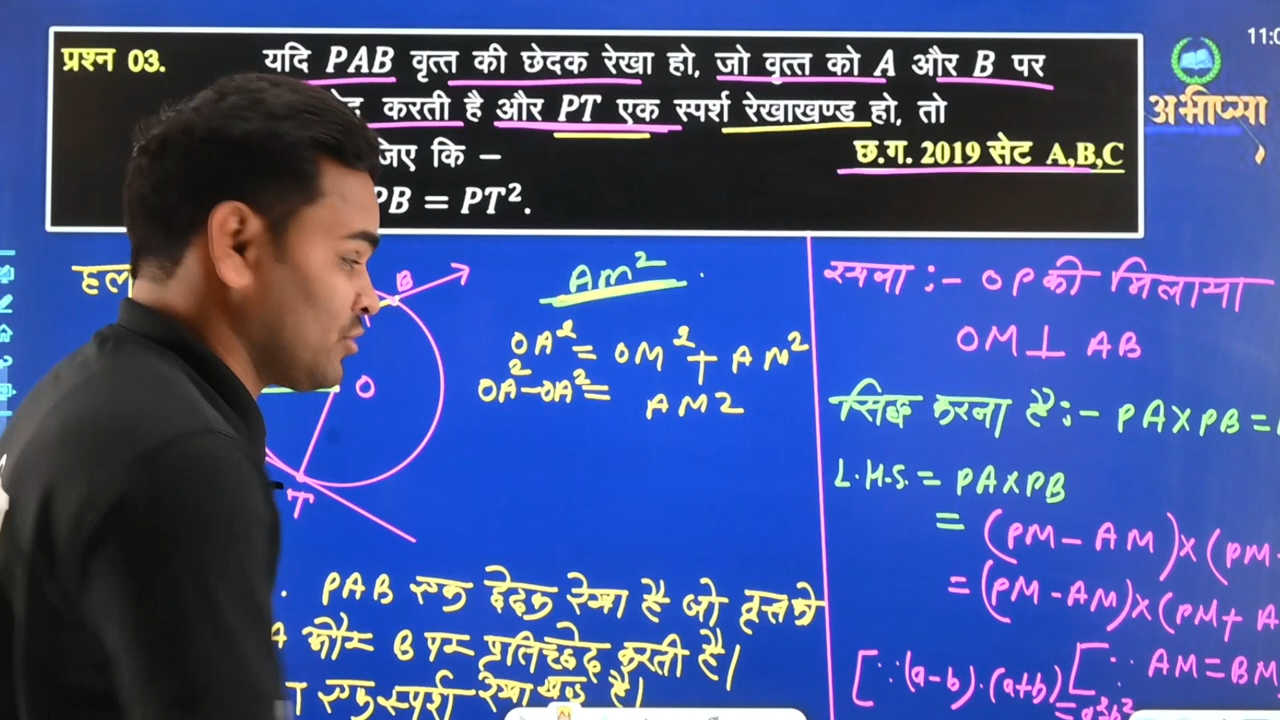 11:0
प्रश्न 03. यदि PAB वृत्त की छेदक रेखा हो, जो वृत्त को A और B पर
करती है और PT एक स्पर्श रेखाखण्ड हो, तो
जिए कि –
छ.ग. 2019 सेट A,B,C
PB = PT².
अभीप्सा
हल
B
O
T
AM²
OA² = OM² + AM²
OA² - OA² = AM2
PAB एक छेदक रेखा है जो वृत्त को
A और B पर प्रतिच्छेद करती है।
एक स्पर्श रेखाखण्ड है।
रचना :- OP को मिलाया
OM ⊥ AB
सिद्ध करना है :- PA×PB =
L.H.S. = PA×PB
= (PM - AM)×(PM
= (PM - AM)×(PM + A
[∵(a-b)·(a+b) = a²b² [∵ AM = BM